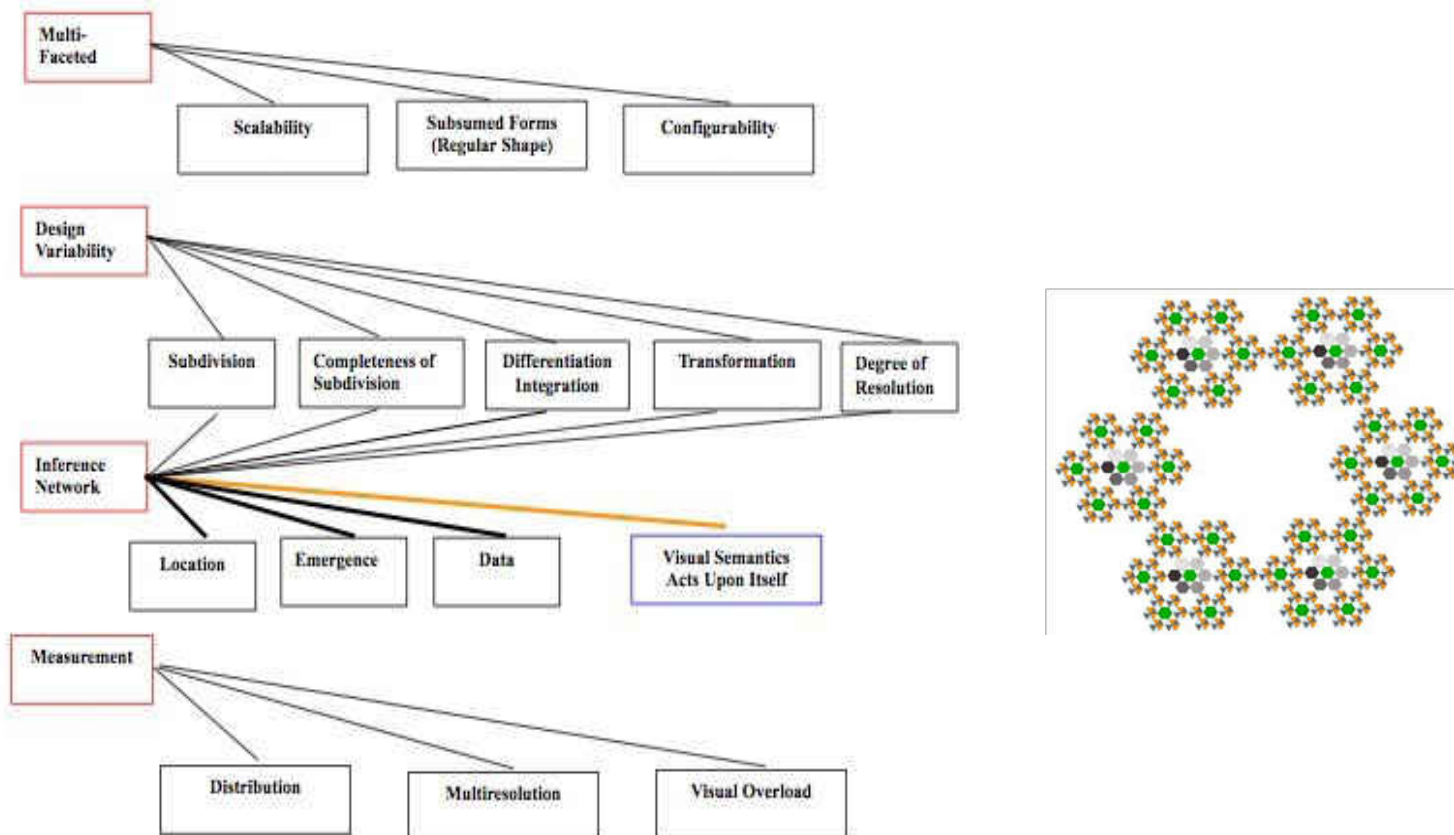 Multi-
Faceted
Scalability
Subsumed Forms
(Regular Shape)
Configurability
Design
Variability
Subdivision
Completeness of
Subdivision
Differentiation
Integration
Transformation
Degree of
Resolution
Inference
Network
Location
Emergence
Data
Visual Semantics
Acts Upon Itself
Measurement
Distribution
Multiresolution
Visual Overload